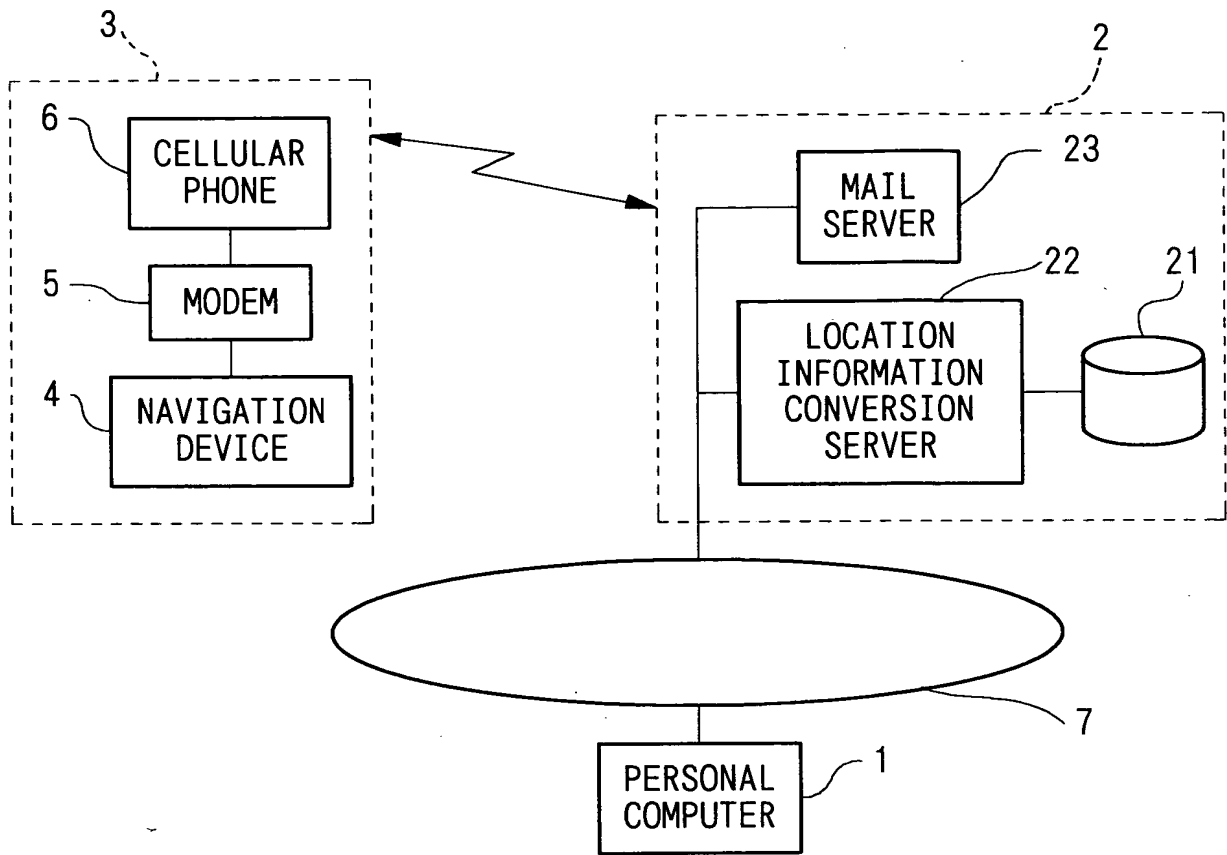 3
6
CELLULAR
PHONE
5
MODEM
4
NAVIGATION
DEVICE
2
23
MAIL
SERVER
22
21
LOCATION
INFORMATION
CONVERSION
SERVER
7
1
PERSONAL
COMPUTER